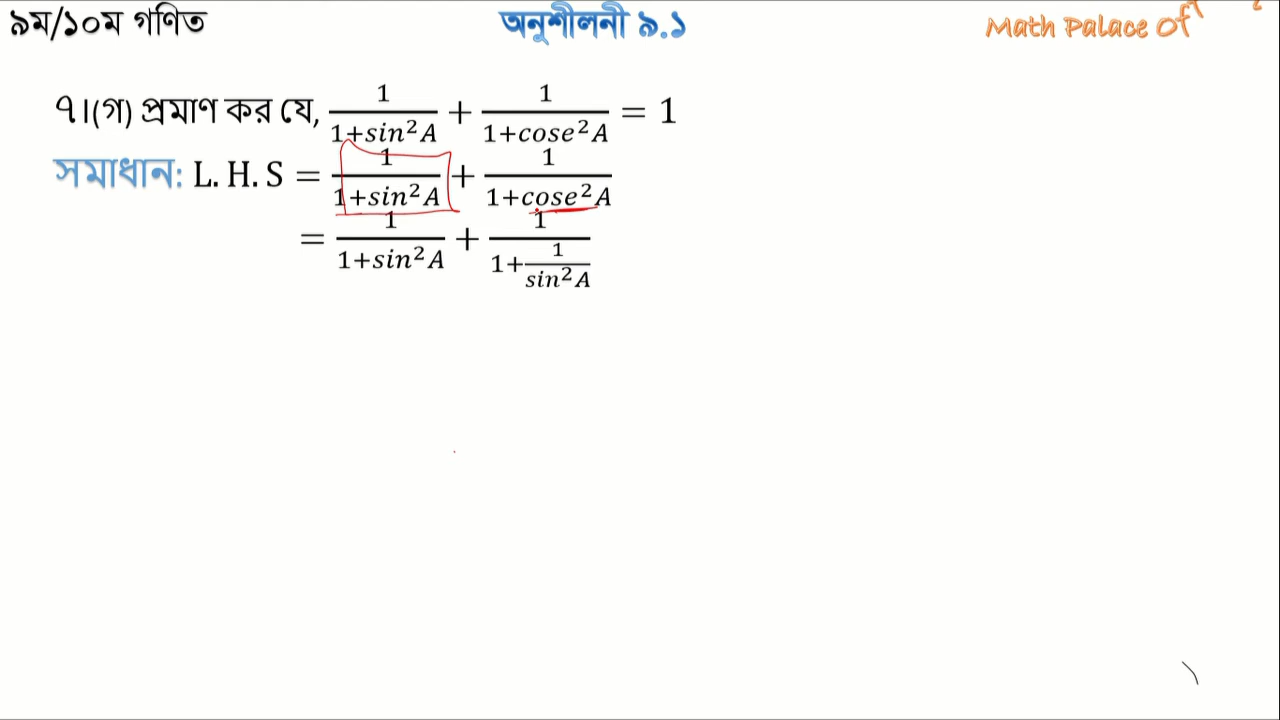 ৯ম/১০ম গণিত অনুশীলনী ৯.১ Math Palace Of
৭।(গ) প্রমাণ কর যে, 1/(1+sin²A) + 1/(1+cose²A) = 1
সমাধান: L.H.S = 1/(1+sin²A) + 1/(1+cose²A)
= 1/(1+sin²A) + 1/(1+1/(sin²A))